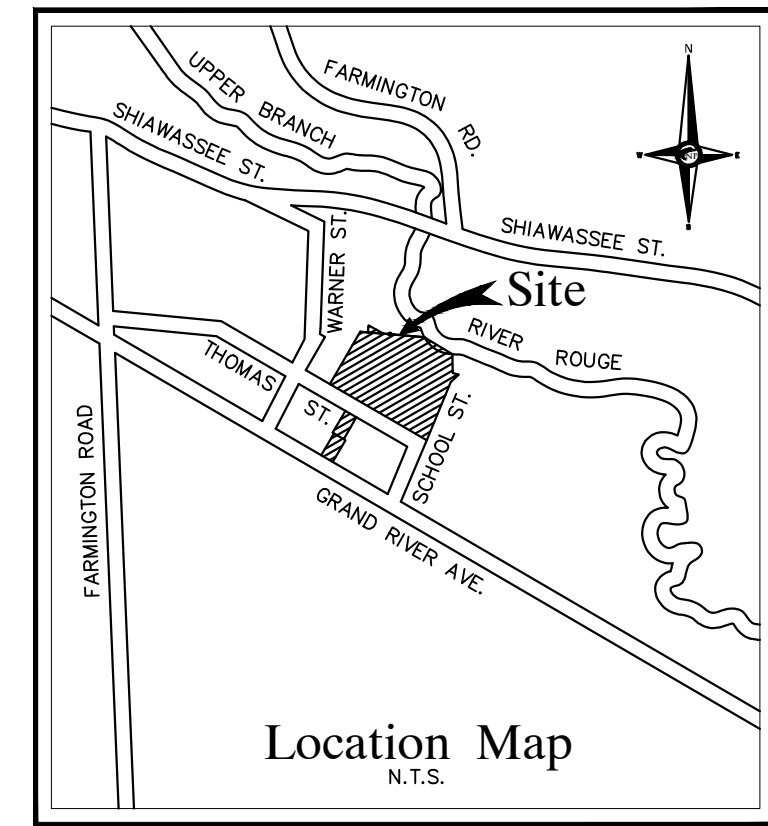 N
W
E
S
NF
FARMINGTON RD.
UPPER BRANCH
SHIAWASSEE ST.
SHIAWASSEE ST.
WARNER ST.
Site
RIVER ROUGE
THOMAS ST.
SCHOOL ST.
FARMINGTON ROAD
GRAND RIVER AVE.
Location Map
N.T.S.